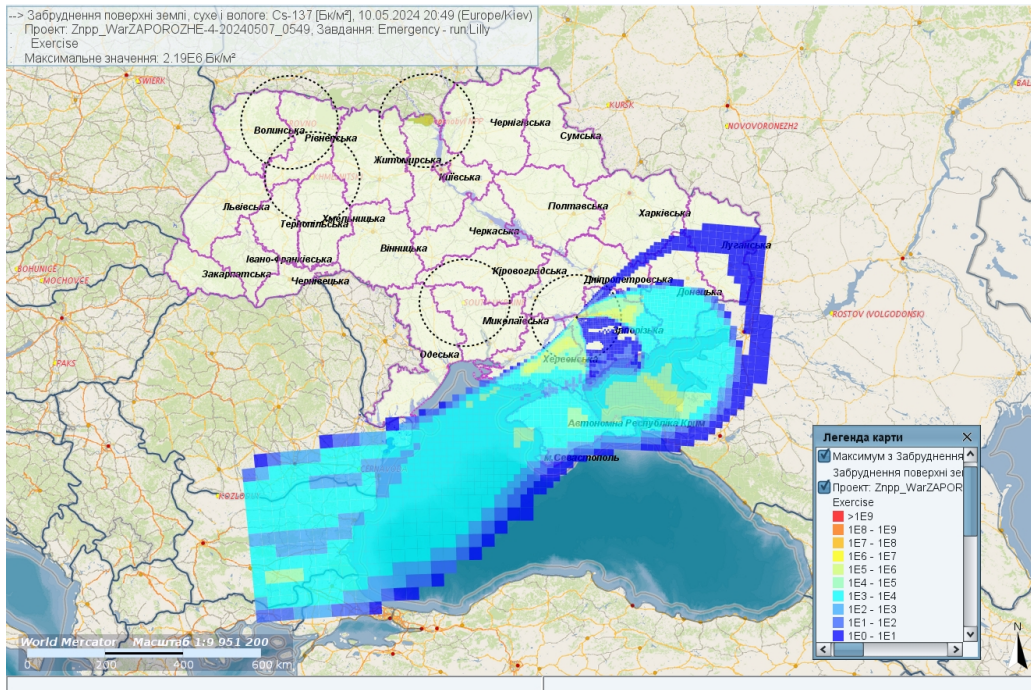 --> Забруднення поверхні землі, сухе і вологе: Cs-137 [Бк/м²], 10.05.2024 20:49 (Europe/Kiev)
Проект: Znpp_WarZAPOROZHE-4-20240507_0549, Завдання: Emergency - run:Lilly
Exercise
Максимальне значення: 2.19E6 Бк/м²
SWIERK
KURSK
NOVOVORONEZH2
Волинська
Рівненська
Чернігівська
Сумська
Житомирська
Київська
Львівська
Хмельницька
Тернопільська
Полтавська
Харківська
Черкаська
Луганська
Вінницька
Івано-Франківська
Закарпатська
Чернівецька
BOHUNICE
MOCHOVCE
Кіровоградська
Дніпропетровська
Донецька
Миколаївська
ROSTOV (VOLGODONSK)
Одеська
Херсонська
PAKS
Автономна Республіка Крим
м.Севастополь
Легенда карти
Максимум з Забруднення
Забруднення поверхні зе
Проект: Znpp_WarZAPOR
Exercise
>1E9
1E8 - 1E9
1E7 - 1E8
1E6 - 1E7
1E5 - 1E6
1E4 - 1E5
1E3 - 1E4
1E2 - 1E3
1E1 - 1E2
1E0 - 1E1
World Mercator Масштаб 1:9 951 200
0 200 400 600 km
N